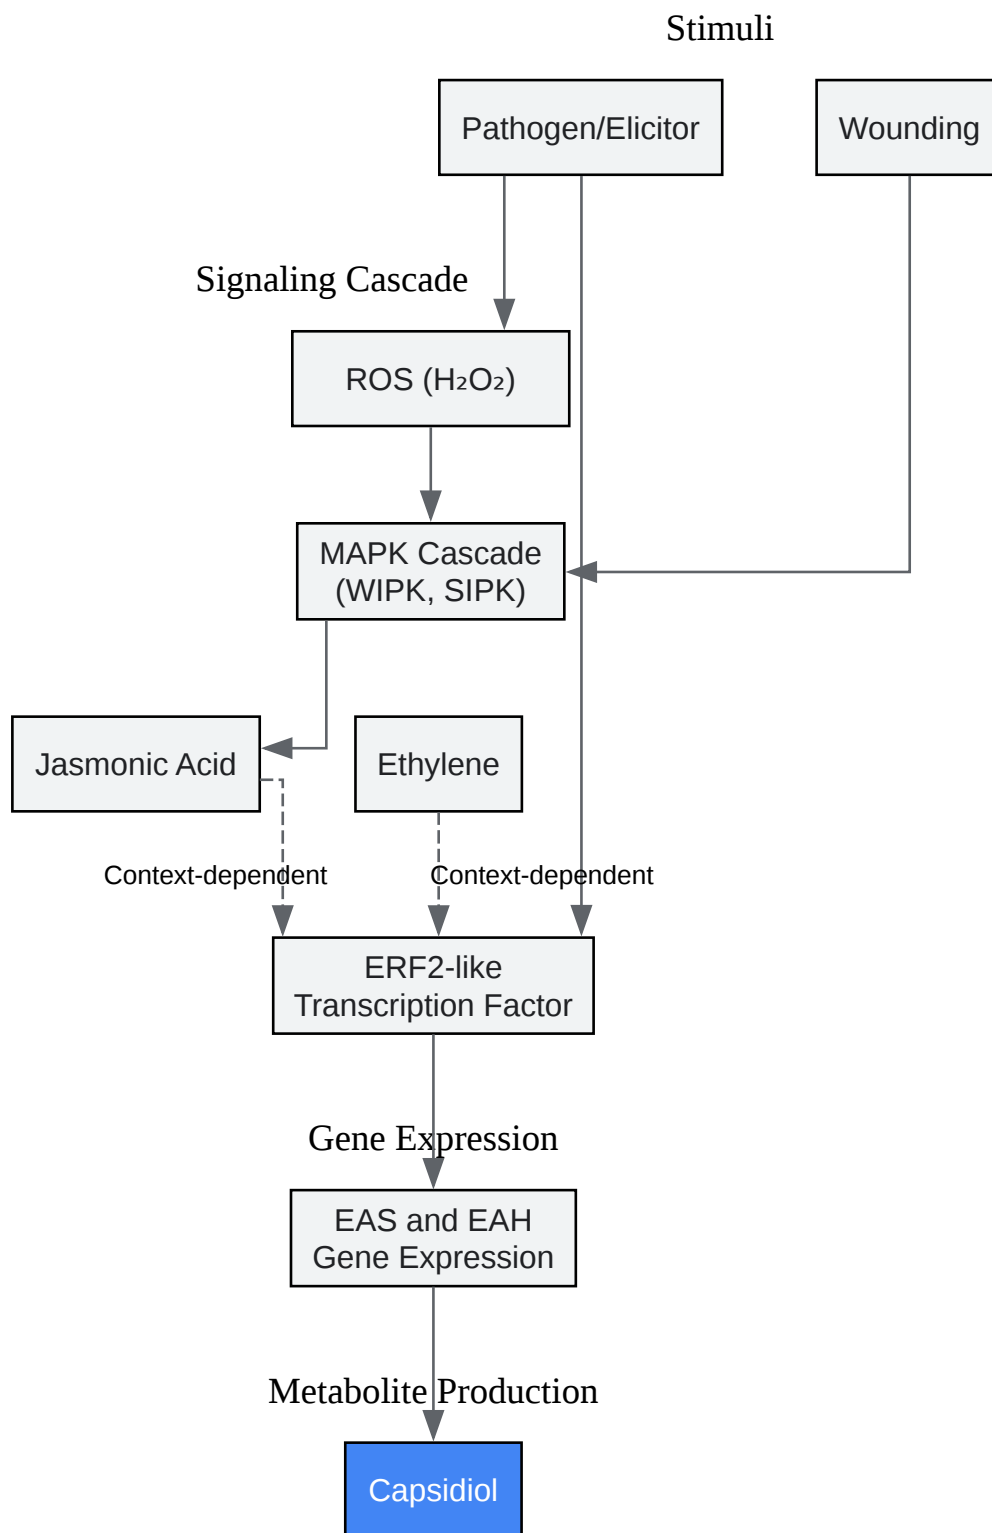 Stimuli
Pathogen/Elicitor
Wounding
Signaling Cascade
ROS (H₂O₂)
MAPK Cascade
(WIPK, SIPK)
Jasmonic Acid
Ethylene
Context-dependent
Context-dependent
ERF2-like
Transcription Factor
Gene Expression
EAS and EAH
Gene Expression
Metabolite Production
Capsidiol